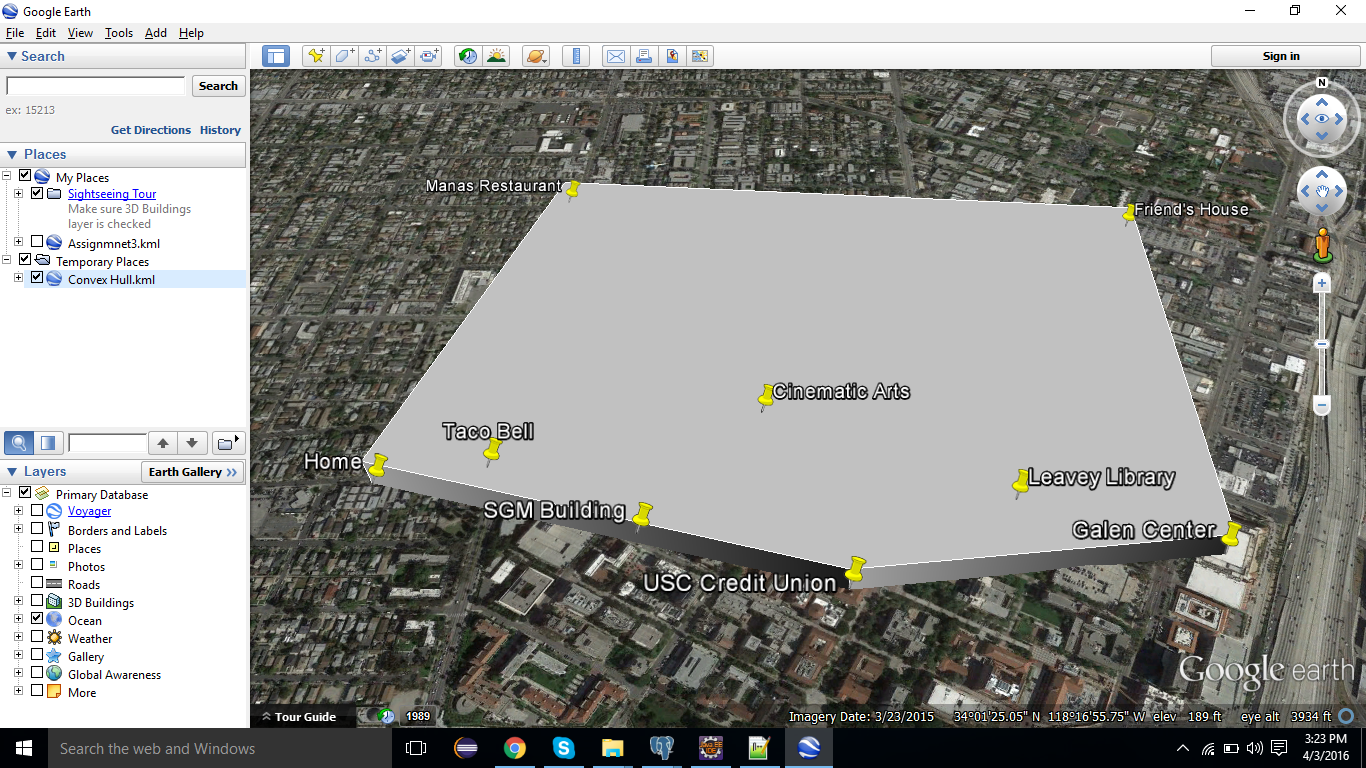 Google Earth
File Edit View Tools Add Help
Search
Search
ex: 15213
Get Directions History
Places
My Places
Sightseeing Tour
Make sure 3D Buildings
layer is checked
Assignmnet3.kml
Temporary Places
Convex Hull.kml
Layers
Earth Gallery »
Primary Database
Voyager
Borders and Labels
Places
Photos
Roads
3D Buildings
Ocean
Weather
Gallery
Global Awareness
More
Sign in
N
Manas Restaurant
Friend's House
Cinematic Arts
Taco Bell
Home
Leavey Library
SGM Building
Galen Center
USC Credit Union
Google earth
Tour Guide
1989
Imagery Date: 3/23/2015 34°01'25.05" N 118°16'55.75" W elev 189 ft eye alt 3934 ft
Search the web and Windows
3:23 PM
4/3/2016